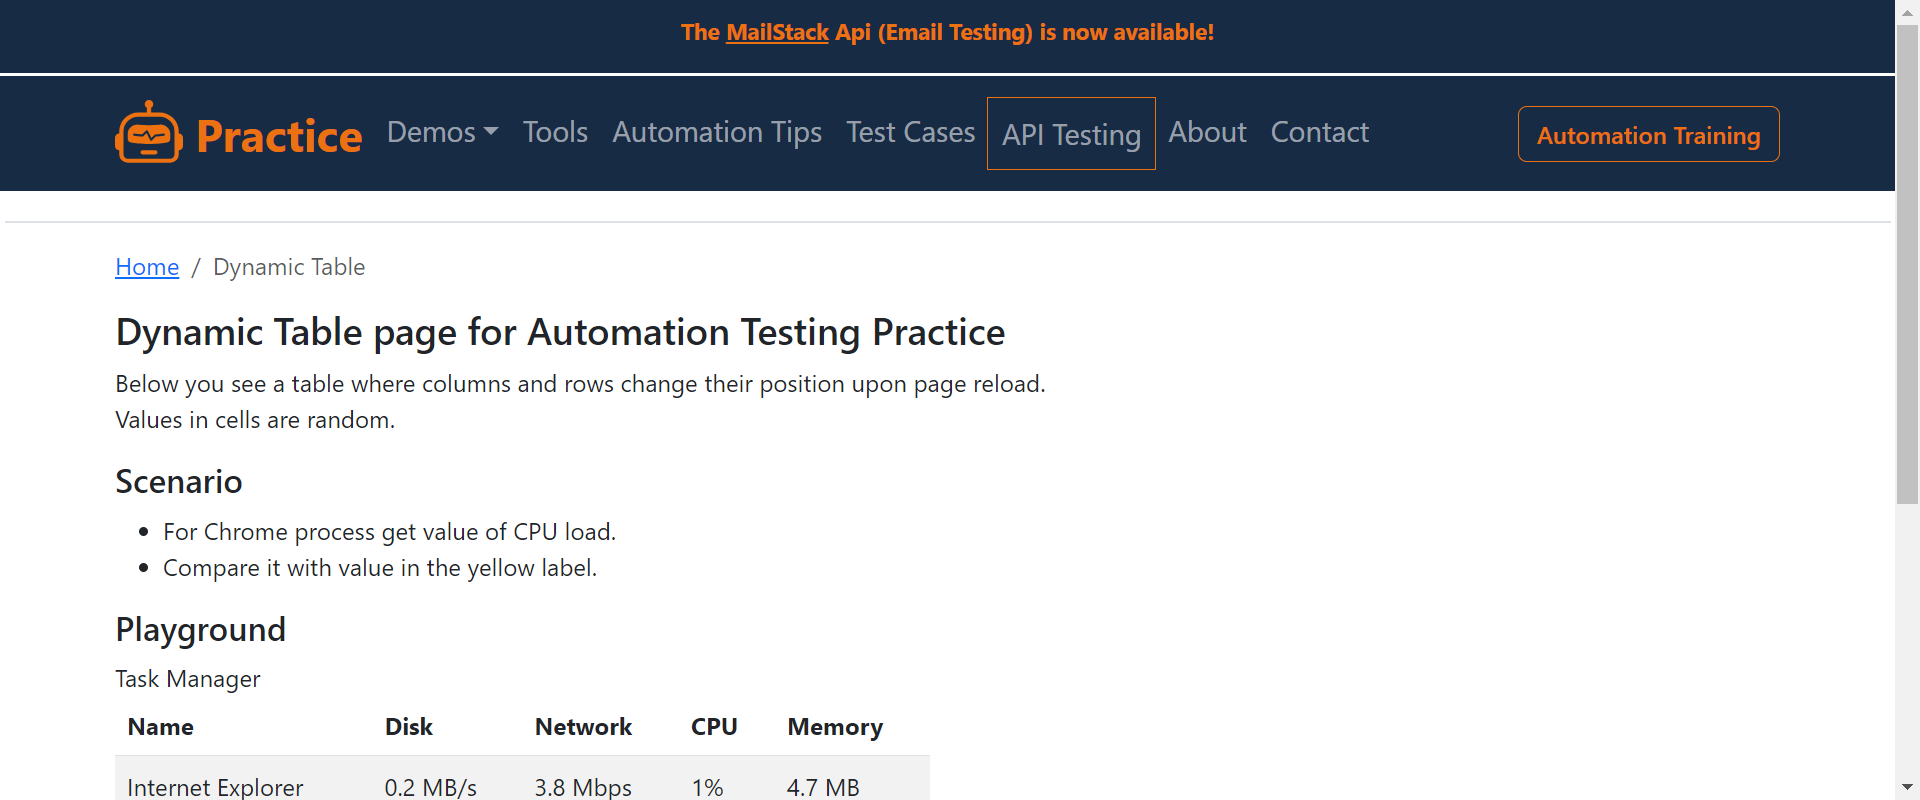 The MailStack Api (Email Testing) is now available!
Practice Demos Tools Automation Tips Test Cases API Testing About Contact Automation Training
Home / Dynamic Table
Dynamic Table page for Automation Testing Practice
Below you see a table where columns and rows change their position upon page reload.
Values in cells are random.
Scenario
For Chrome process get value of CPU load.
Compare it with value in the yellow label.
Playground
Task Manager
Name Disk Network CPU Memory
Internet Explorer 0.2 MB/s 3.8 Mbps 1% 4.7 MB